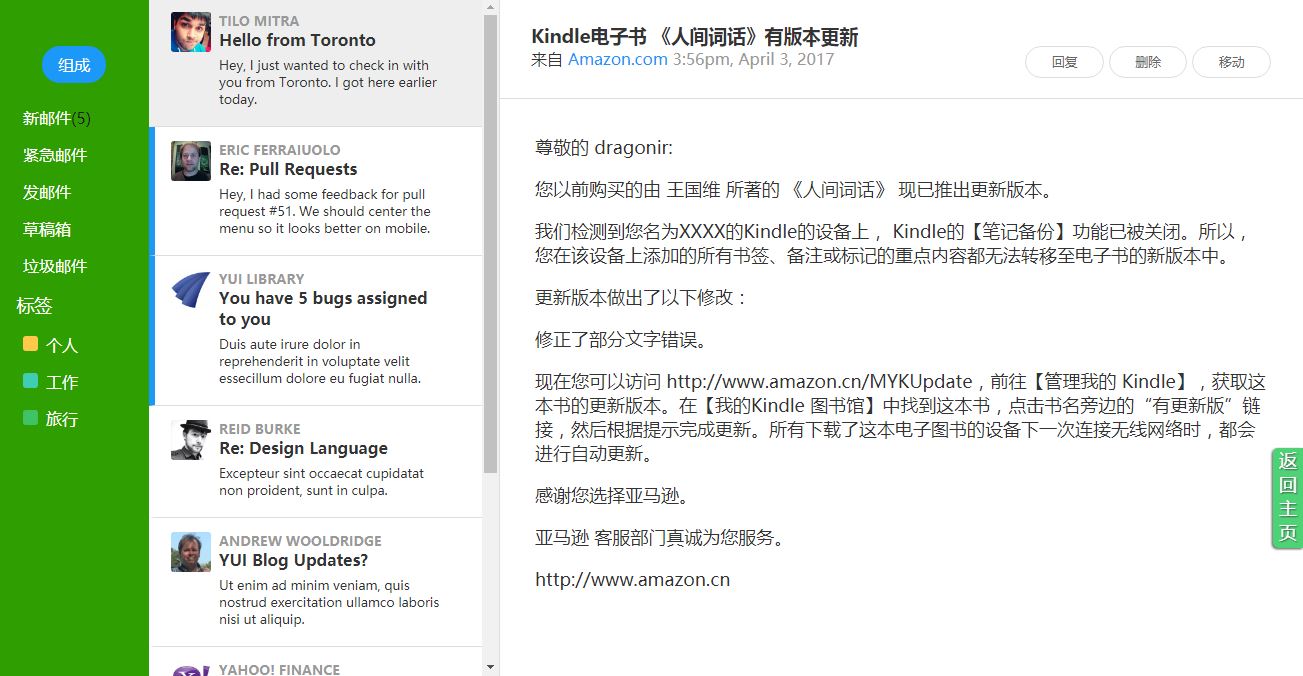 组成
新邮件(5)
紧急邮件
发邮件
草稿箱
垃圾邮件
标签
个人
工作
旅行
TILO MITRA
Hello from Toronto
Hey, I just wanted to check in with
you from Toronto. I got here earlier
today.
ERIC FERRAIUOLO
Re: Pull Requests
Hey, I had some feedback for pull
request #51. We should center the
menu so it looks better on mobile.
YUI LIBRARY
You have 5 bugs assigned
to you
Duis aute irure dolor in
reprehenderit in voluptate velit
essecillum dolore eu fugiat nulla.
REID BURKE
Re: Design Language
Excepteur sint occaecat cupidatat
non proident, sunt in culpa.
ANDREW WOOLDRIDGE
YUI Blog Updates?
Ut enim ad minim veniam, quis
nostrud exercitation ullamco laboris
nisi ut aliquip.
YAHOO! FINANCE
Kindle电子书 《人间词话》有版本更新
来自 Amazon.com 3:56pm, April 3, 2017
回复
删除
移动
尊敬的 dragonir:
您以前购买的由 王国维 所著的 《人间词话》 现已推出更新版本。
我们检测到您名为XXXX的Kindle的设备上， Kindle的【笔记备份】功能已被关闭。所以，
您在该设备上添加的所有书签、备注或标记的重点内容都无法转移至电子书的新版本中。
更新版本做出了以下修改：
修正了部分文字错误。
现在您可以访问 http://www.amazon.cn/MYKUpdate，前往【管理我的 Kindle】，获取这
本书的更新版本。在【我的Kindle 图书馆】中找到这本书，点击书名旁边的“有更新版”链
接，然后根据提示完成更新。所有下载了这本电子图书的设备下一次连接无线网络时，都会
进行自动更新。
感谢您选择亚马逊。
亚马逊 客服部门真诚为您服务。
http://www.amazon.cn
返回主页